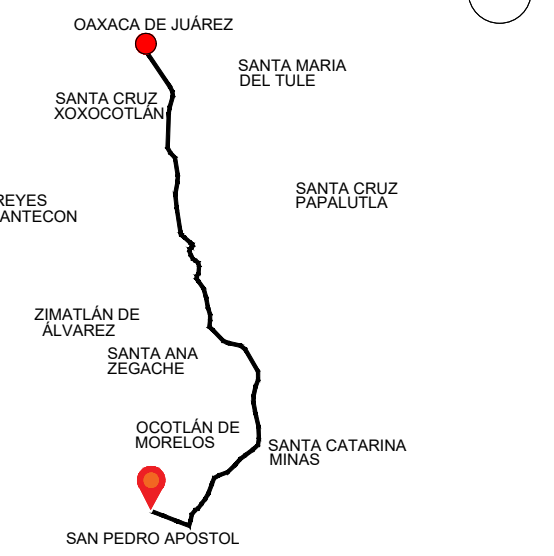 OAXACA DE JUÁREZ
SANTA MARIA
DEL TULE
SANTA CRUZ
XOXOCOTLÁN
SANTA CRUZ
PAPALUTLA
REYES
ANTECON
ZIMATLÁN DE
ÁLVAREZ
SANTA ANA
ZEGACHE
OCOTLÁN DE
MORELOS
SANTA CATARINA
MINAS
SAN PEDRO APOSTOL